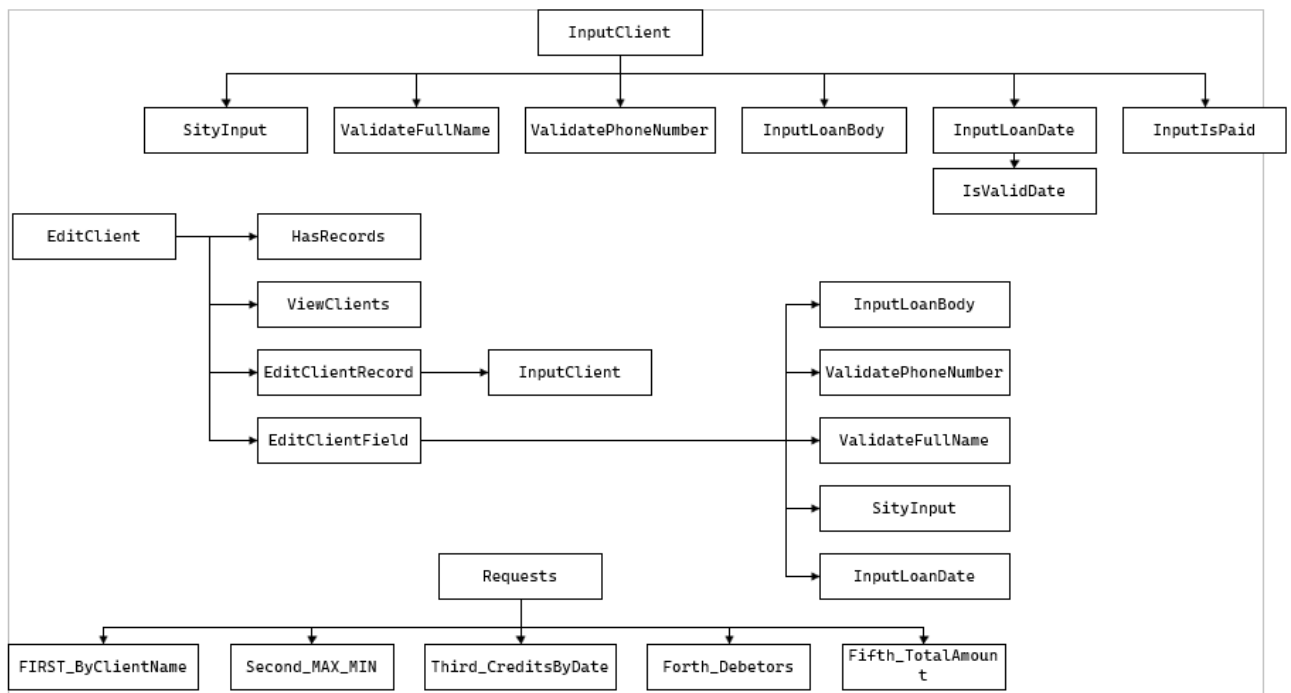 InputClient
SityInput
ValidateFullName
ValidatePhoneNumber
InputLoanBody
InputLoanDate
InputIsPaid
IsValidDate
EditClient
HasRecords
ViewClients
InputLoanBody
EditClientRecord
InputClient
ValidatePhoneNumber
EditClientField
ValidateFullName
SityInput
Requests
InputLoanDate
FIRST_ByClientName
Second_MAX_MIN
Third_CreditsByDate
Forth_Debetors
Fifth_TotalAmoun
t